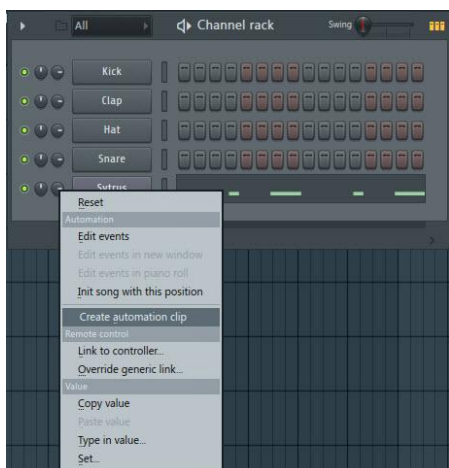 All
Channel rack
Swing
Kick
Clap
Hat
Snare
Sytrus
Reset
Automation
Edit events
Edit events in new window
Edit events in piano roll
Init song with this position
Create automation clip
Remote control
Link to controller...
Override generic link...
Value
Copy value
Paste value
Type in value...
Set...